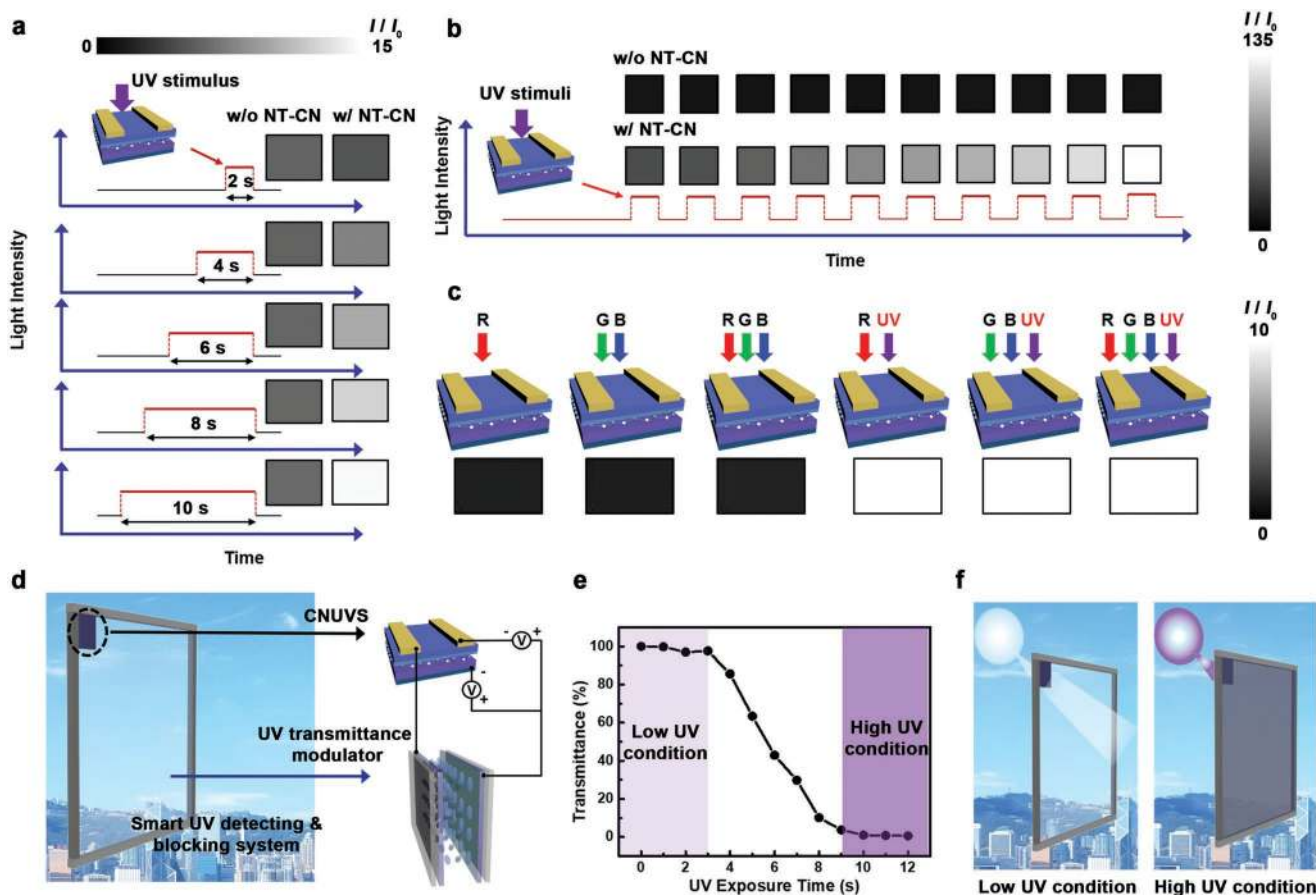 a
0
I / I0
15
UV stimulus
w/o NT-CN w/ NT-CN
2 s
4 s
6 s
8 s
10 s
Light Intensity
Time
b
I / I0
135
w/o NT-CN
UV stimuli
w/ NT-CN
Light Intensity
Time
0
c
R
G B
R G B
R UV
G B UV
R G B UV
I / I0
10
0
d
CNUVS
- V +
-
V
+
UV transmittance
modulator
Smart UV detecting &
blocking system
e
Transmittance (%)
100
80
60
40
20
0
Low UV
condition
High UV
condition
0 2 4 6 8 10 12
UV Exposure Time (s)
f
Low UV condition
High UV condition